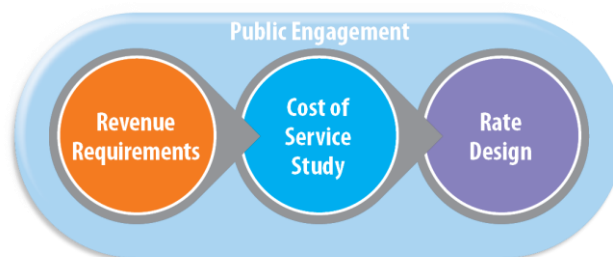 Public Engagement
Revenue
Requirements
Cost of
Service
Study
Rate
Design